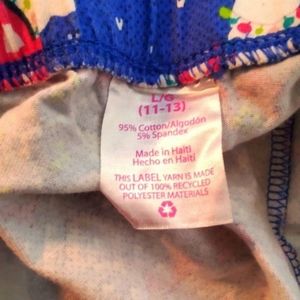 L/G
(11-13)
95% Cotton/Algodón
5% Spandex
Made in Haiti
Hecho en Haiti
THIS LABEL YARN IS MADE
OUT OF 100% RECYCLED
POLYESTER MATERIALS